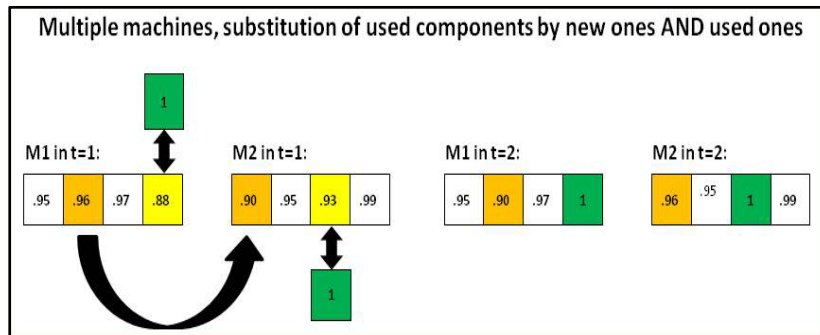 Multiple machines, substitution of used components by new ones AND used ones
1
M1 in t=1: M2 in t=1: M1 in t=2: M2 in t=2:
.95 .96 .97 .88 .90 .95 .93 .99 .95 .90 .97 1 .96 .95 1 .99
1